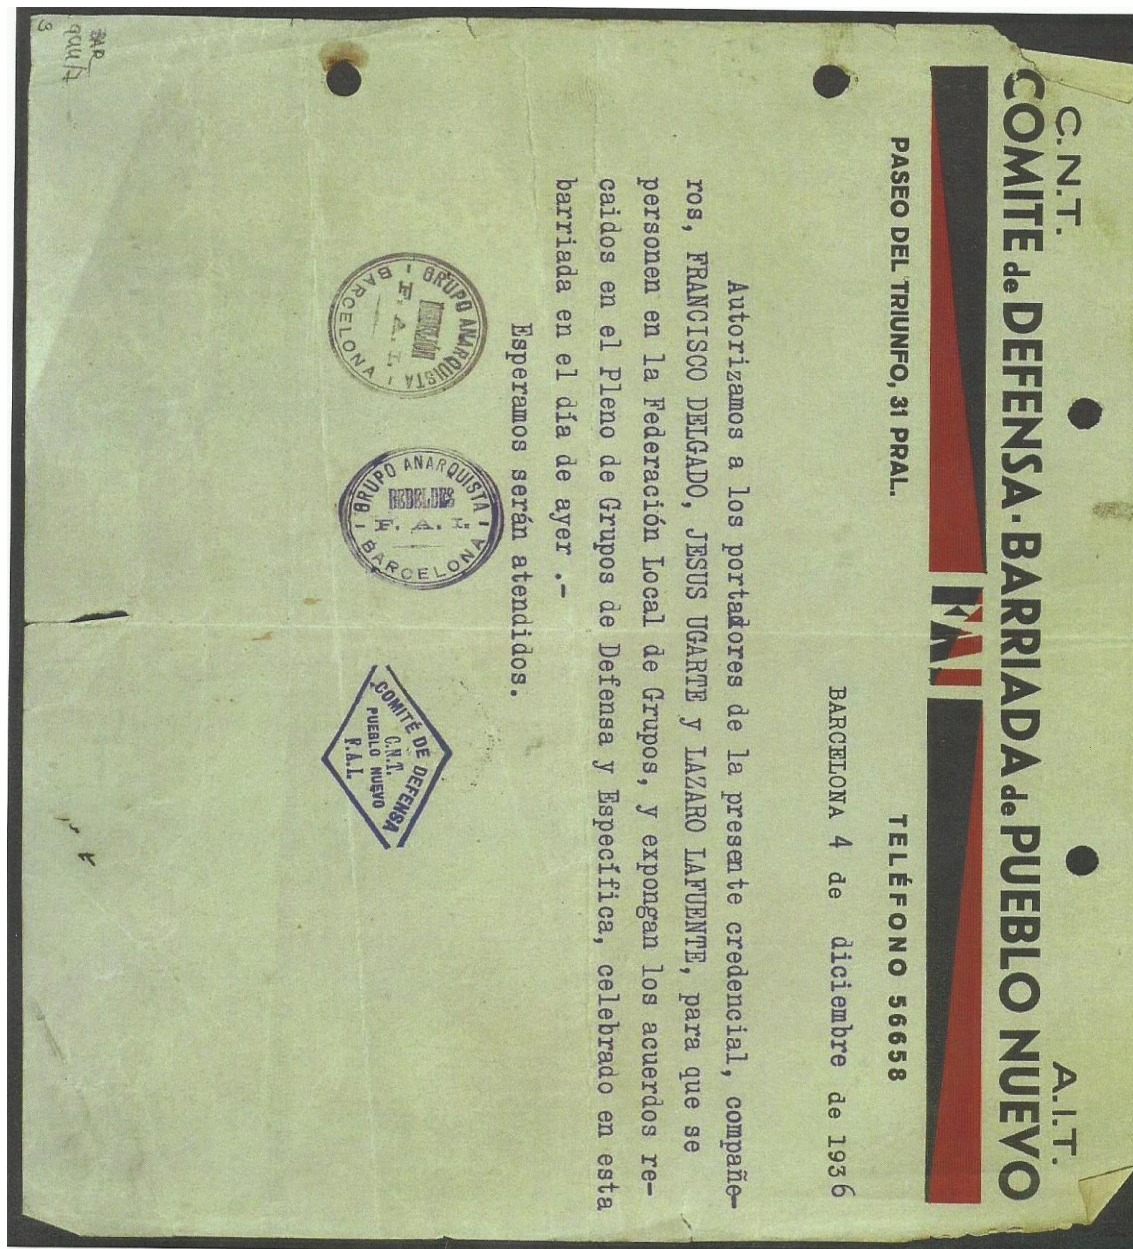 C.N.T. A.I.T.
COMITE de DEFENSA-BARRIADA de PUEBLO NUEVO
FAI
PASEO DEL TRIUNFO, 31 PRAL. TELÉFONO 56658
BARCELONA 4 de diciembre de 1936
Autorizamos a los portadores de la presente credencial, compañe-
ros, FRANCISCO DELGADO, JESUS UGARTE y LAZARO LAFUENTE, para que se
personen en la Federación Local de Grupos, y expongan los acuerdos re-
caidos en el Pleno de Grupos de Defensa y Específica, celebrado en esta
barriada en el día de ayer .-
Esperamos serán atendidos.
GRUPO ANARQUISTA
F. A. I.
BARCELONA
GRUPO ANARQUISTA
REBELDES
F. A. I.
BARCELONA
COMITÉ DE DEFENSA
C.N.T.
PUEBLO NUEVO
F.A.I.
BAR
3